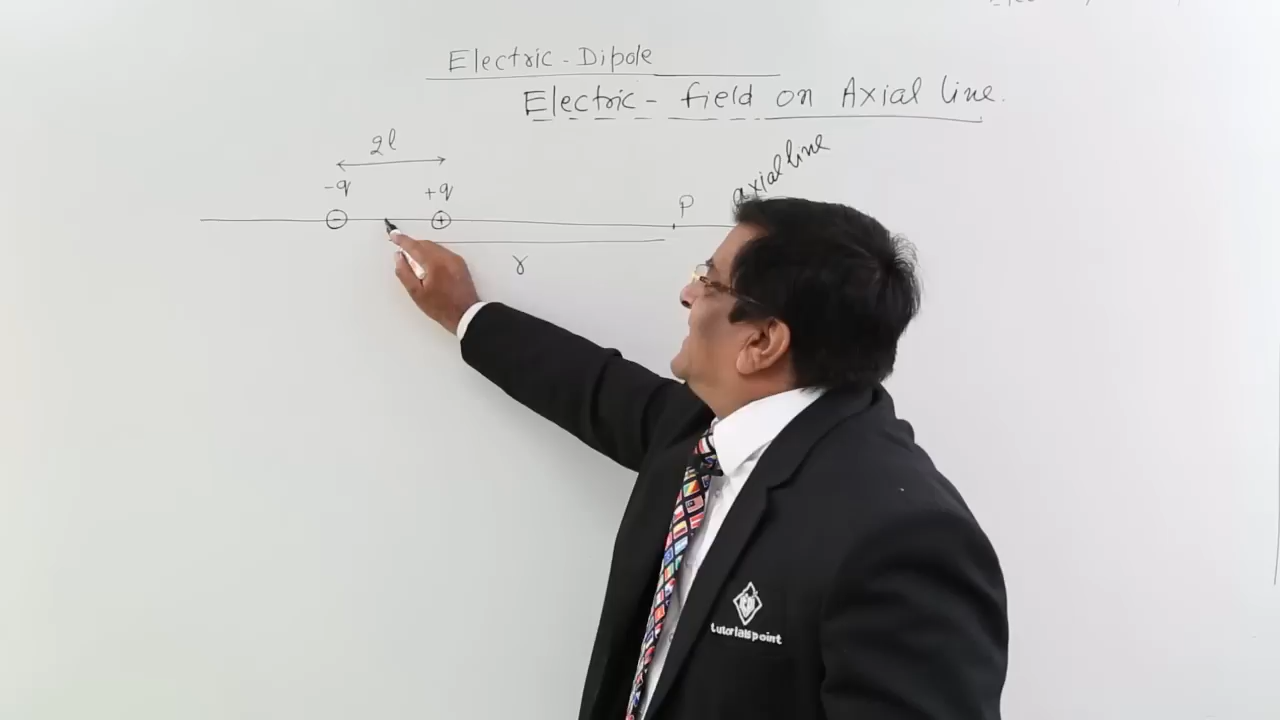 Electric - Dipole
Electric - field on Axial line.
2l
axial line
-q
+q
P
-
+
r
tutorialspoint